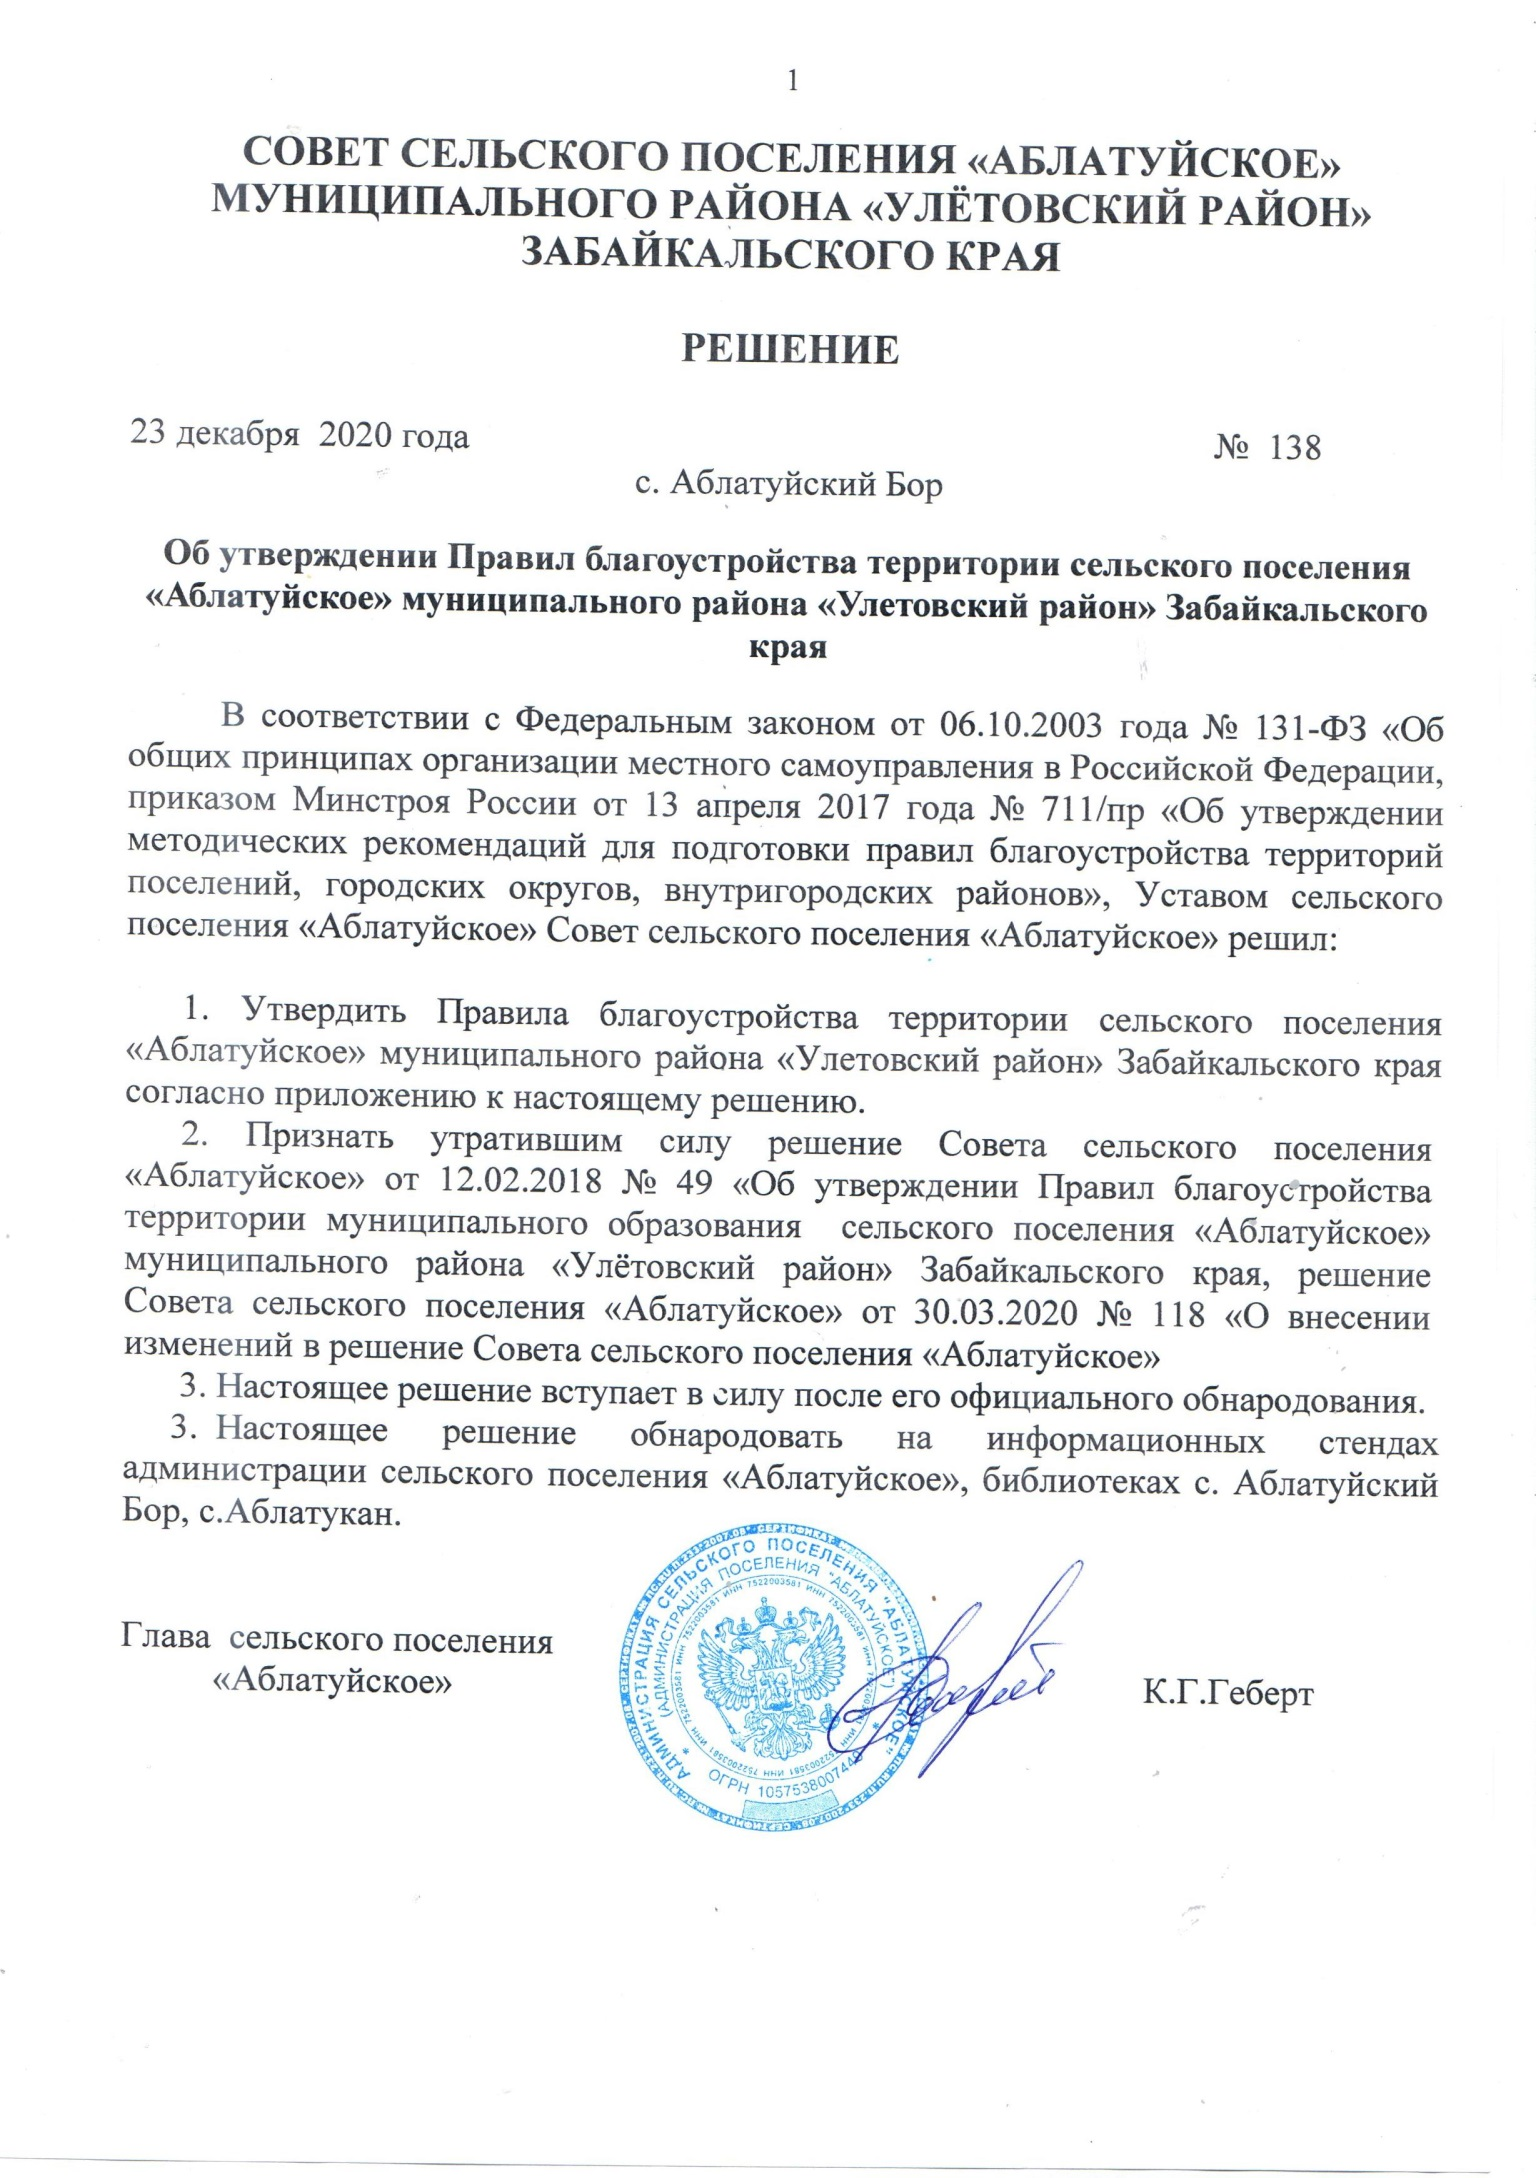 1
СОВЕТ СЕЛЬСКОГО ПОСЕЛЕНИЯ «АБЛАТУЙСКОЕ»
МУНИЦИПАЛЬНОГО РАЙОНА «УЛЁТОВСКИЙ РАЙОН»
ЗАБАЙКАЛЬСКОГО КРАЯ
РЕШЕНИЕ
23 декабря 2020 года № 138
с. Аблатуйский Бор
Об утверждении Правил благоустройства территории сельского поселения
«Аблатуйское» муниципального района «Улетовский район» Забайкальского
края
В соответствии с Федеральным законом от 06.10.2003 года № 131-ФЗ «Об
общих принципах организации местного самоуправления в Российской Федерации,
приказом Минстроя России от 13 апреля 2017 года № 711/пр «Об утверждении
методических рекомендаций для подготовки правил благоустройства территорий
поселений, городских округов, внутригородских районов», Уставом сельского
поселения «Аблатуйское» Совет сельского поселения «Аблатуйское» решил:
1. Утвердить Правила благоустройства территории сельского поселения
«Аблатуйское» муниципального района «Улетовский район» Забайкальского края
согласно приложению к настоящему решению.
2. Признать утратившим силу решение Совета сельского поселения
«Аблатуйское» от 12.02.2018 № 49 «Об утверждении Правил благоустройства
территории муниципального образования сельского поселения «Аблатуйское»
муниципального района «Улётовский район» Забайкальского края, решение
Совета сельского поселения «Аблатуйское» от 30.03.2020 № 118 «О внесении
изменений в решение Совета сельского поселения «Аблатуйское»
3. Настоящее решение вступает в силу после его официального обнародования.
3. Настоящее решение обнародовать на информационных стендах
администрации сельского поселения «Аблатуйское», библиотеках с. Аблатуйский
Бор, с.Аблатукан.
Глава сельского поселения
«Аблатуйское»
К.Г.Геберт
АДМИНИСТРАЦИЯ СЕЛЬСКОГО ПОСЕЛЕНИЯ "АБЛАТУЙСКОЕ"
(АДМИНИСТРАЦИЯ ПОСЕЛЕНИЯ "АБЛАТУЙСКОЕ")
ИНН 7522003581